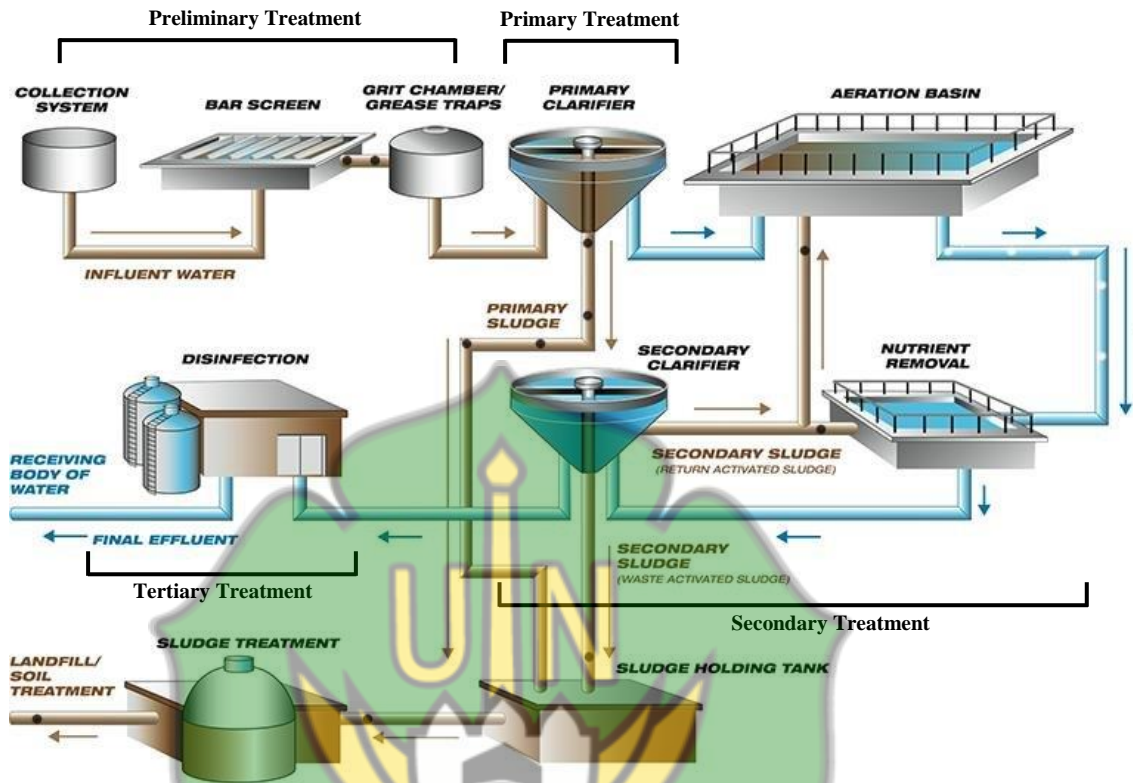 Preliminary Treatment
Primary Treatment
COLLECTION
SYSTEM
BAR SCREEN
GRIT CHAMBER/
GREASE TRAPS
PRIMARY
CLARIFIER
AERATION BASIN
INFLUENT WATER
PRIMARY
SLUDGE
DISINFECTION
SECONDARY
CLARIFIER
NUTRIENT
REMOVAL
RECEIVING
BODY OF
WATER
SECONDARY SLUDGE
(RETURN ACTIVATED SLUDGE)
FINAL EFFLUENT
SECONDARY
SLUDGE
(WASTE ACTIVATED SLUDGE)
Tertiary Treatment
UIN
Secondary Treatment
SLUDGE TREATMENT
LANDFILL/
SOIL
TREATMENT
SLUDGE HOLDING TANK